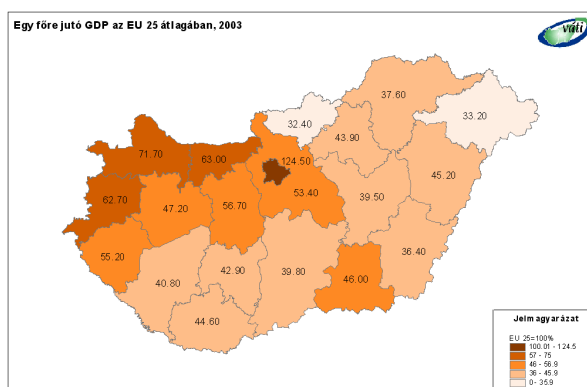 Egy főre jutó GDP az EU 25 átlagában, 2003
váti
37.60
33.20
32.40
43.90
71.70
63.00
124.50
45.20
62.70
47.20
56.70
53.40
39.50
55.20
36.40
40.80
42.90
39.80
46.00
44.60
Jelmagyarázat
EU 25=100%
100.01 - 124.5
57 - 75
46 - 56.9
36 - 45.9
0 - 35.9